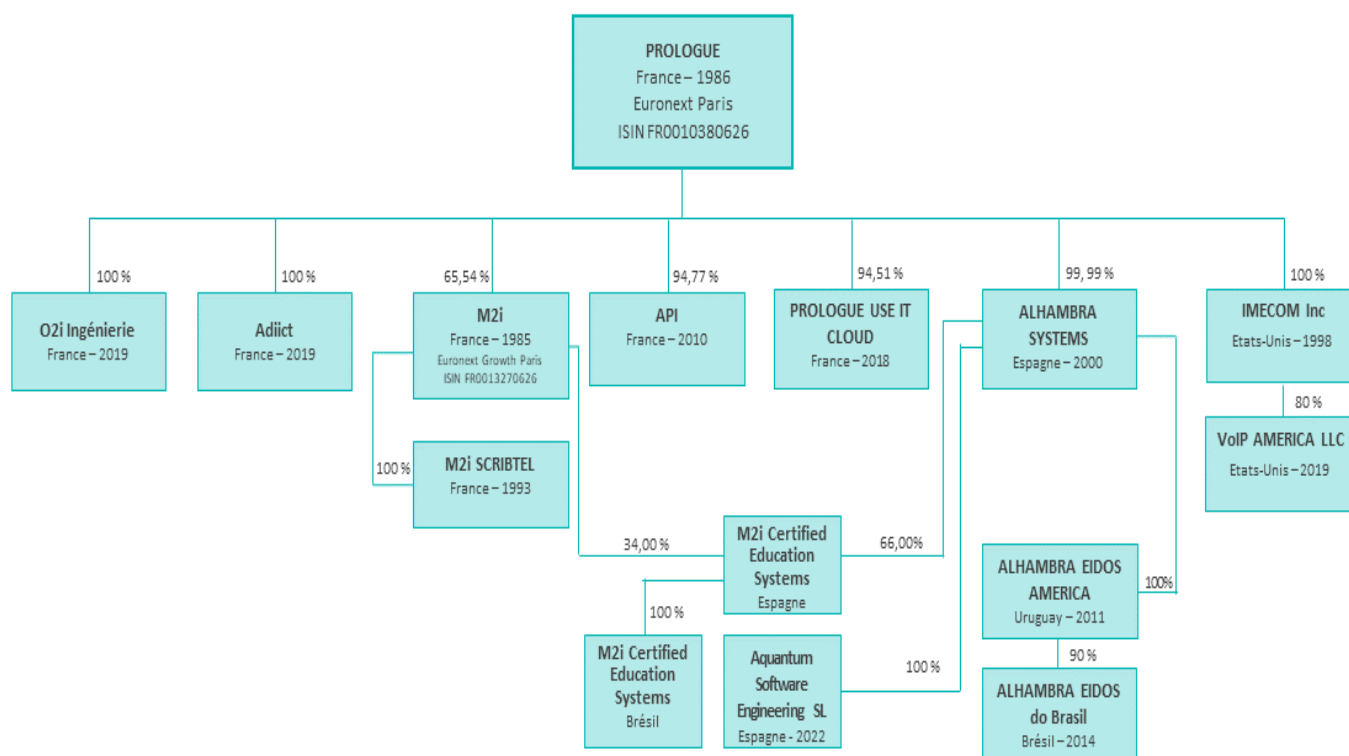 PROLOGUE
France – 1986
Euronext Paris
ISIN FR0010380626
100 %
100 %
65,54 %
94,77 %
94,51 %
99, 99 %
100 %
O2i Ingénierie
France – 2019
Adiict
France – 2019
M2i
France – 1985
Euronext Growth Paris
ISIN FR0013270626
API
France – 2010
PROLOGUE USE IT
CLOUD
France – 2018
ALHAMBRA
SYSTEMS
Espagne – 2000
IMECOM Inc
Etats-Unis – 1998
80 %
VoIP AMERICA LLC
Etats-Unis – 2019
100 %
M2i SCRIBTEL
France – 1993
34,00 %
M2i Certified
Education
Systems
Espagne
66,00%
ALHAMBRA EIDOS
AMERICA
Uruguay – 2011
100%
100 %
M2i Certified
Education
Systems
Brésil
Aquantum
Software
Engineering SL
Espagne - 2022
100 %
90 %
ALHAMBRA EIDOS
do Brasil
Brésil – 2014